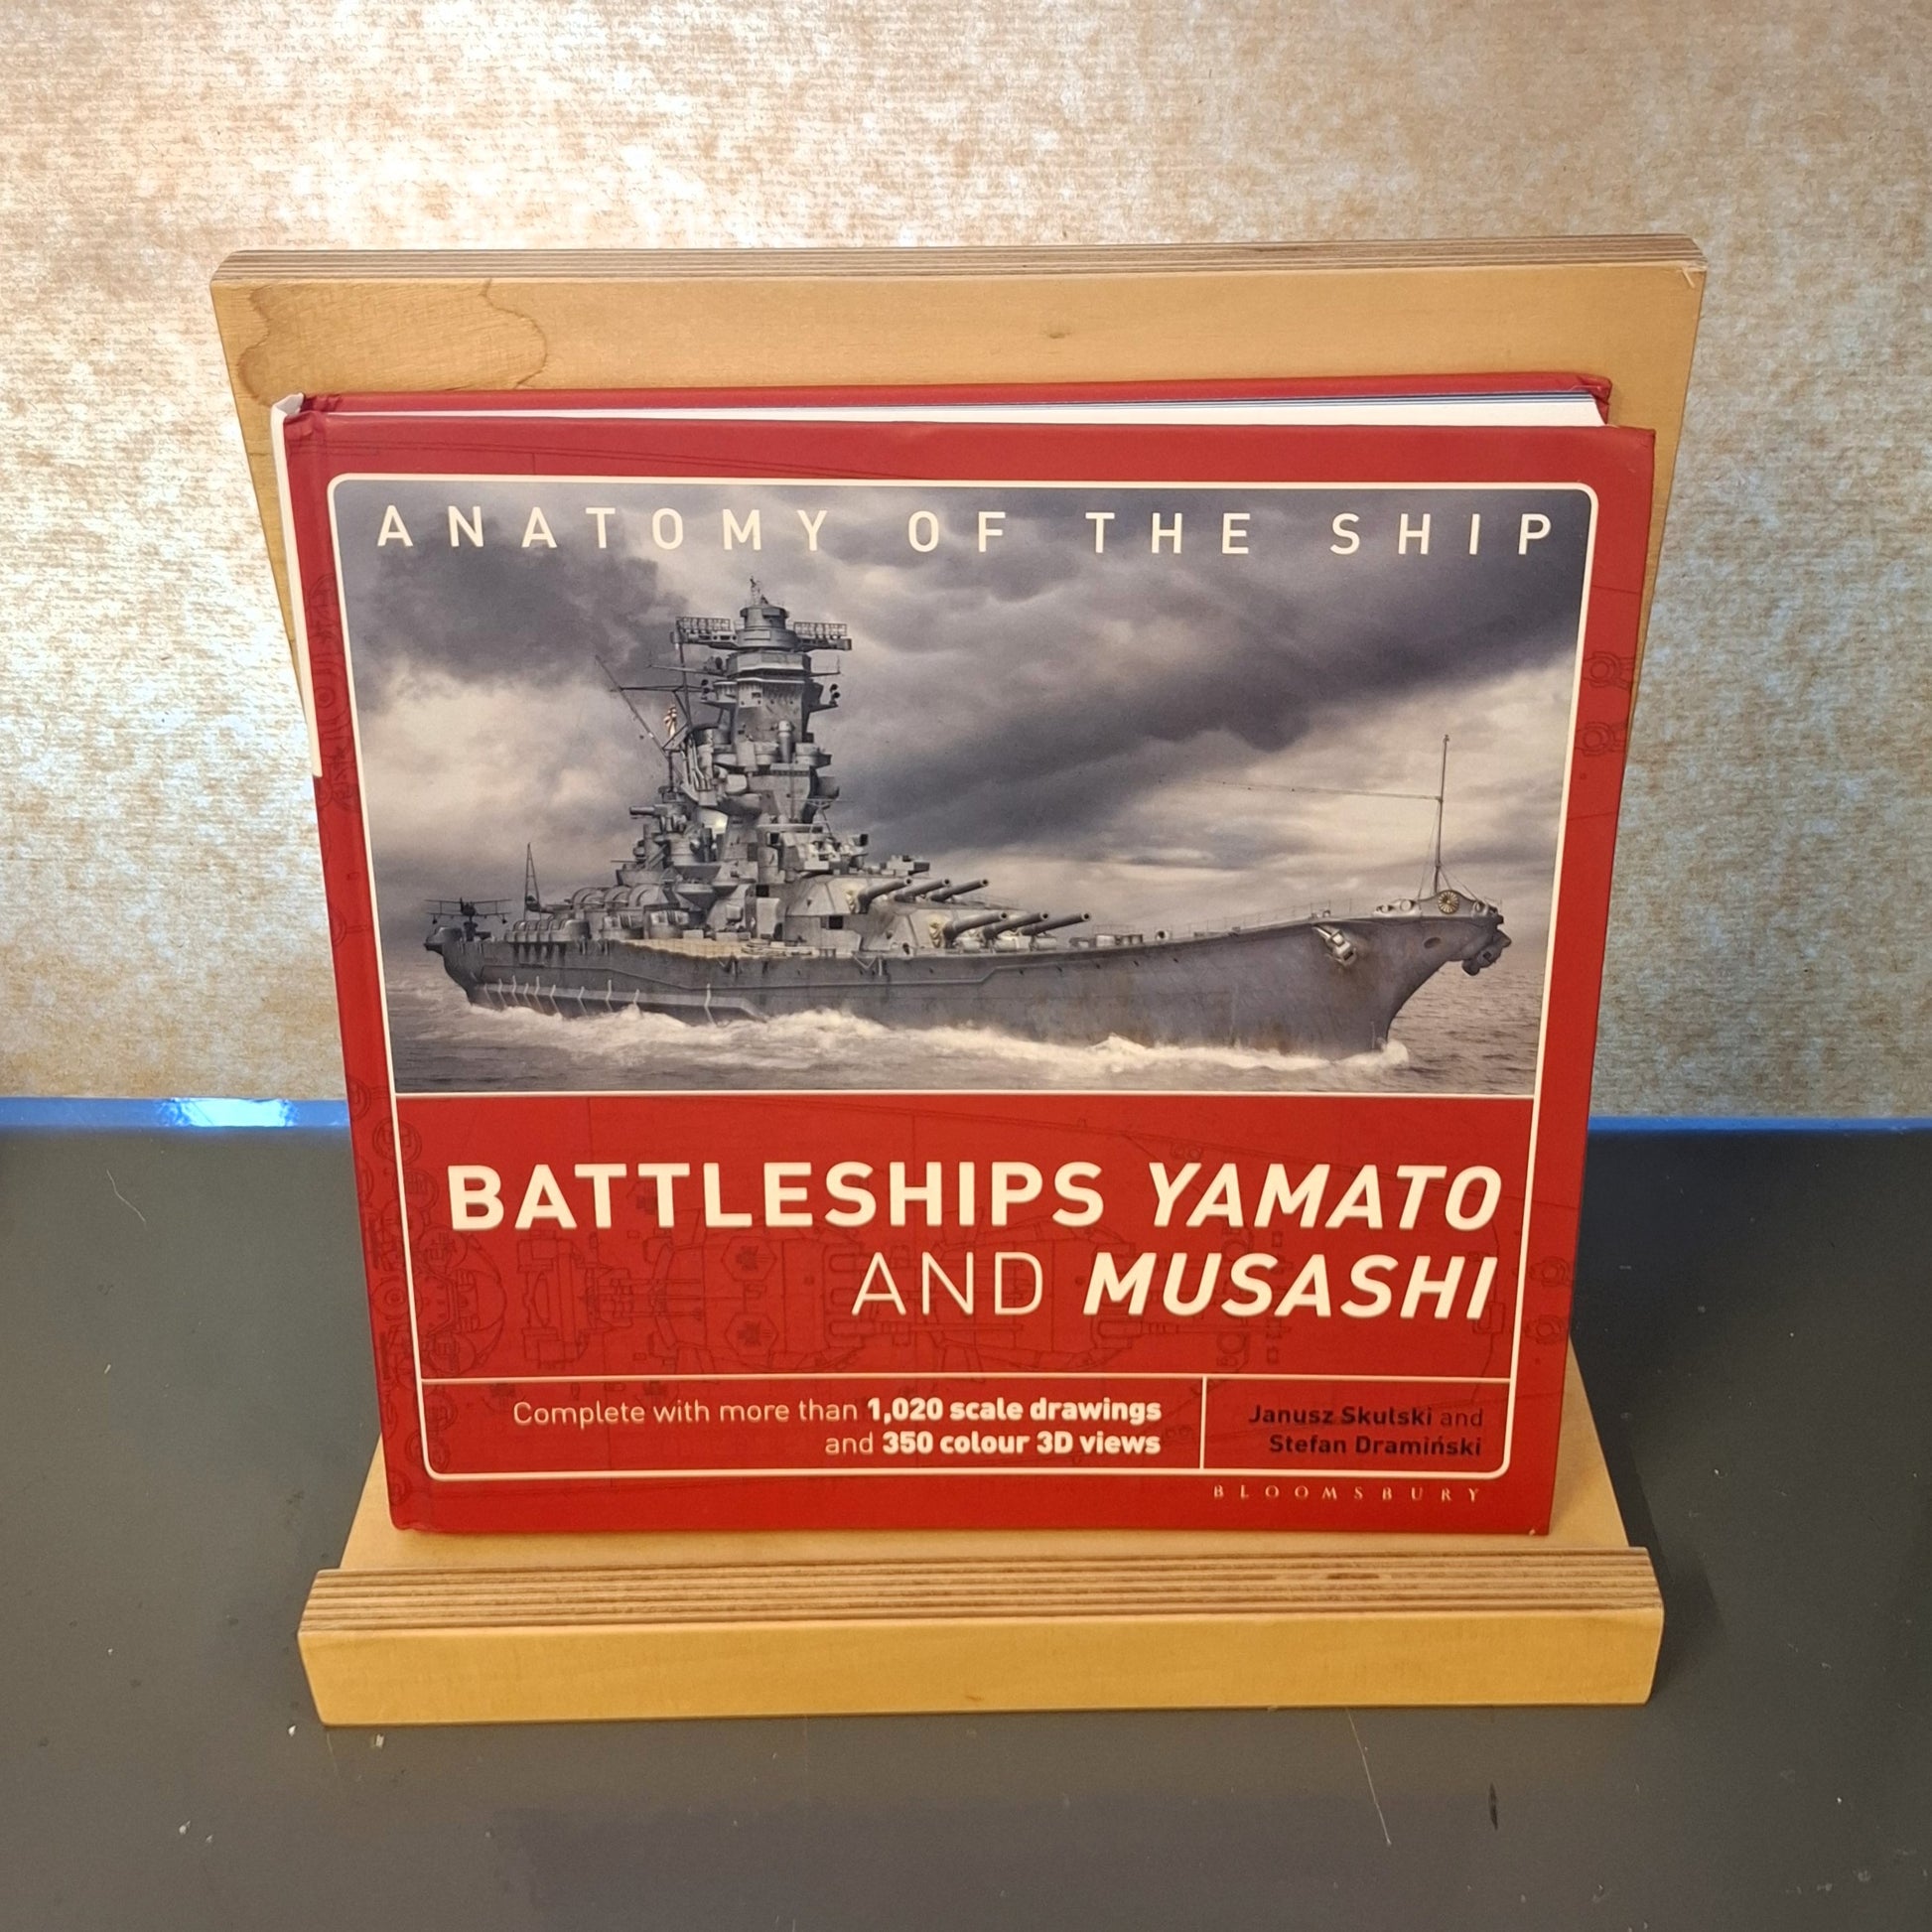 ANATOMY OF THE SHIP
BATTLESHIPS YAMATO
AND MUSASHI
Complete with more than 1,020 scale drawings
and 350 colour 3D views
Janusz Skulski and
Stefan Dramiński
BLOOMSBURY